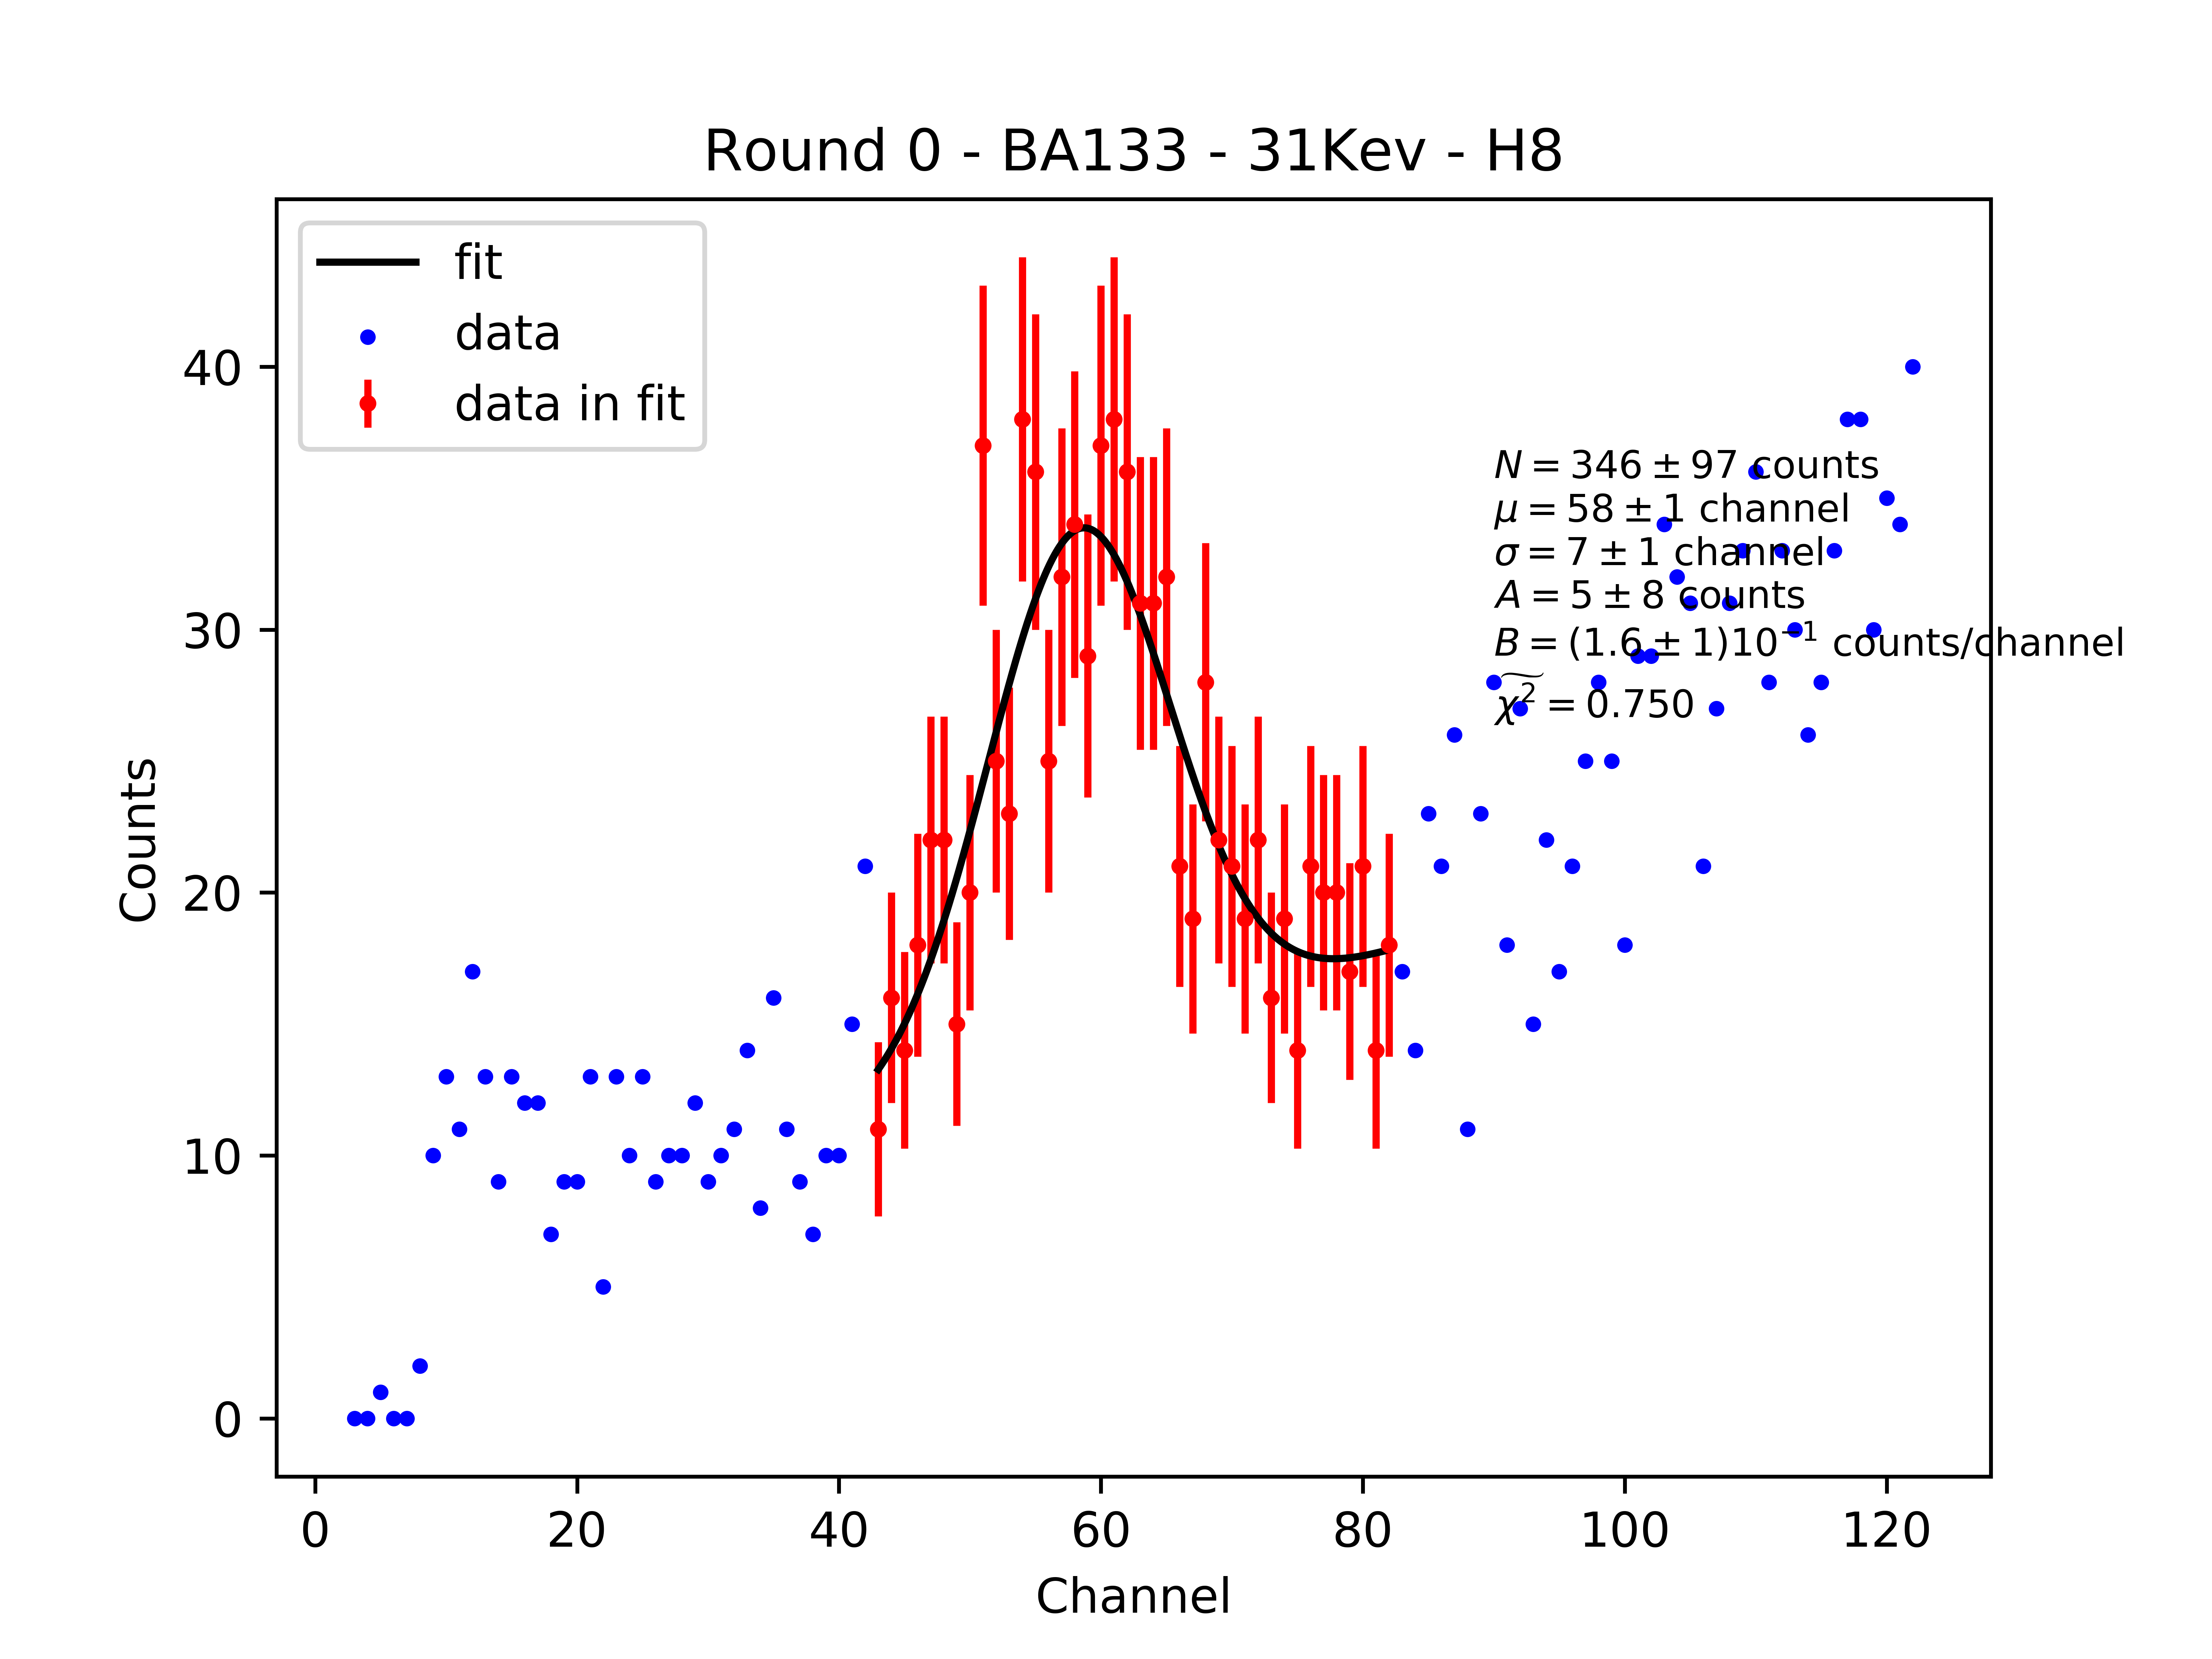 Round 0 - BA133 - 31Kev - H8
fit
data
data in fit
N = 346 ± 97 counts
μ = 58 ± 1 channel
σ = 7 ± 1 channel
A = 5 ± 8 counts
B = (1.6 ± 1)10⁻¹ counts/channel
χ̃² = 0.750
Counts
40
30
20
10
0
0 20 40 60 80 100 120
Channel